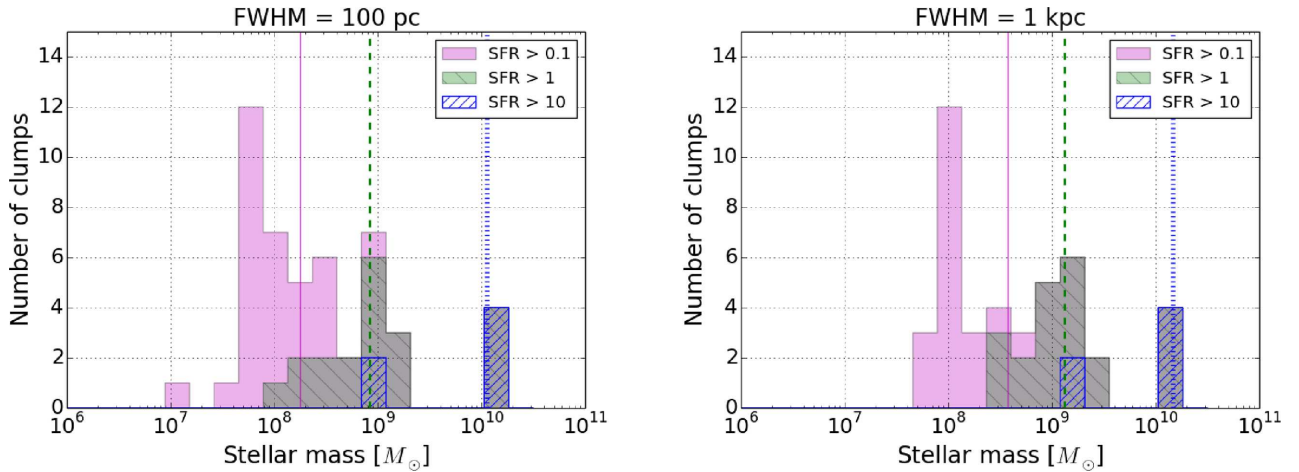 FWHM = 100 pc
Number of clumps
14
12
10
8
6
4
2
0
SFR > 0.1
SFR > 1
SFR > 10
10^6 10^7 10^8 10^9 10^10 10^11
Stellar mass [M_⊙]
FWHM = 1 kpc
Number of clumps
14
12
10
8
6
4
2
0
SFR > 0.1
SFR > 1
SFR > 10
10^6 10^7 10^8 10^9 10^10 10^11
Stellar mass [M_⊙]